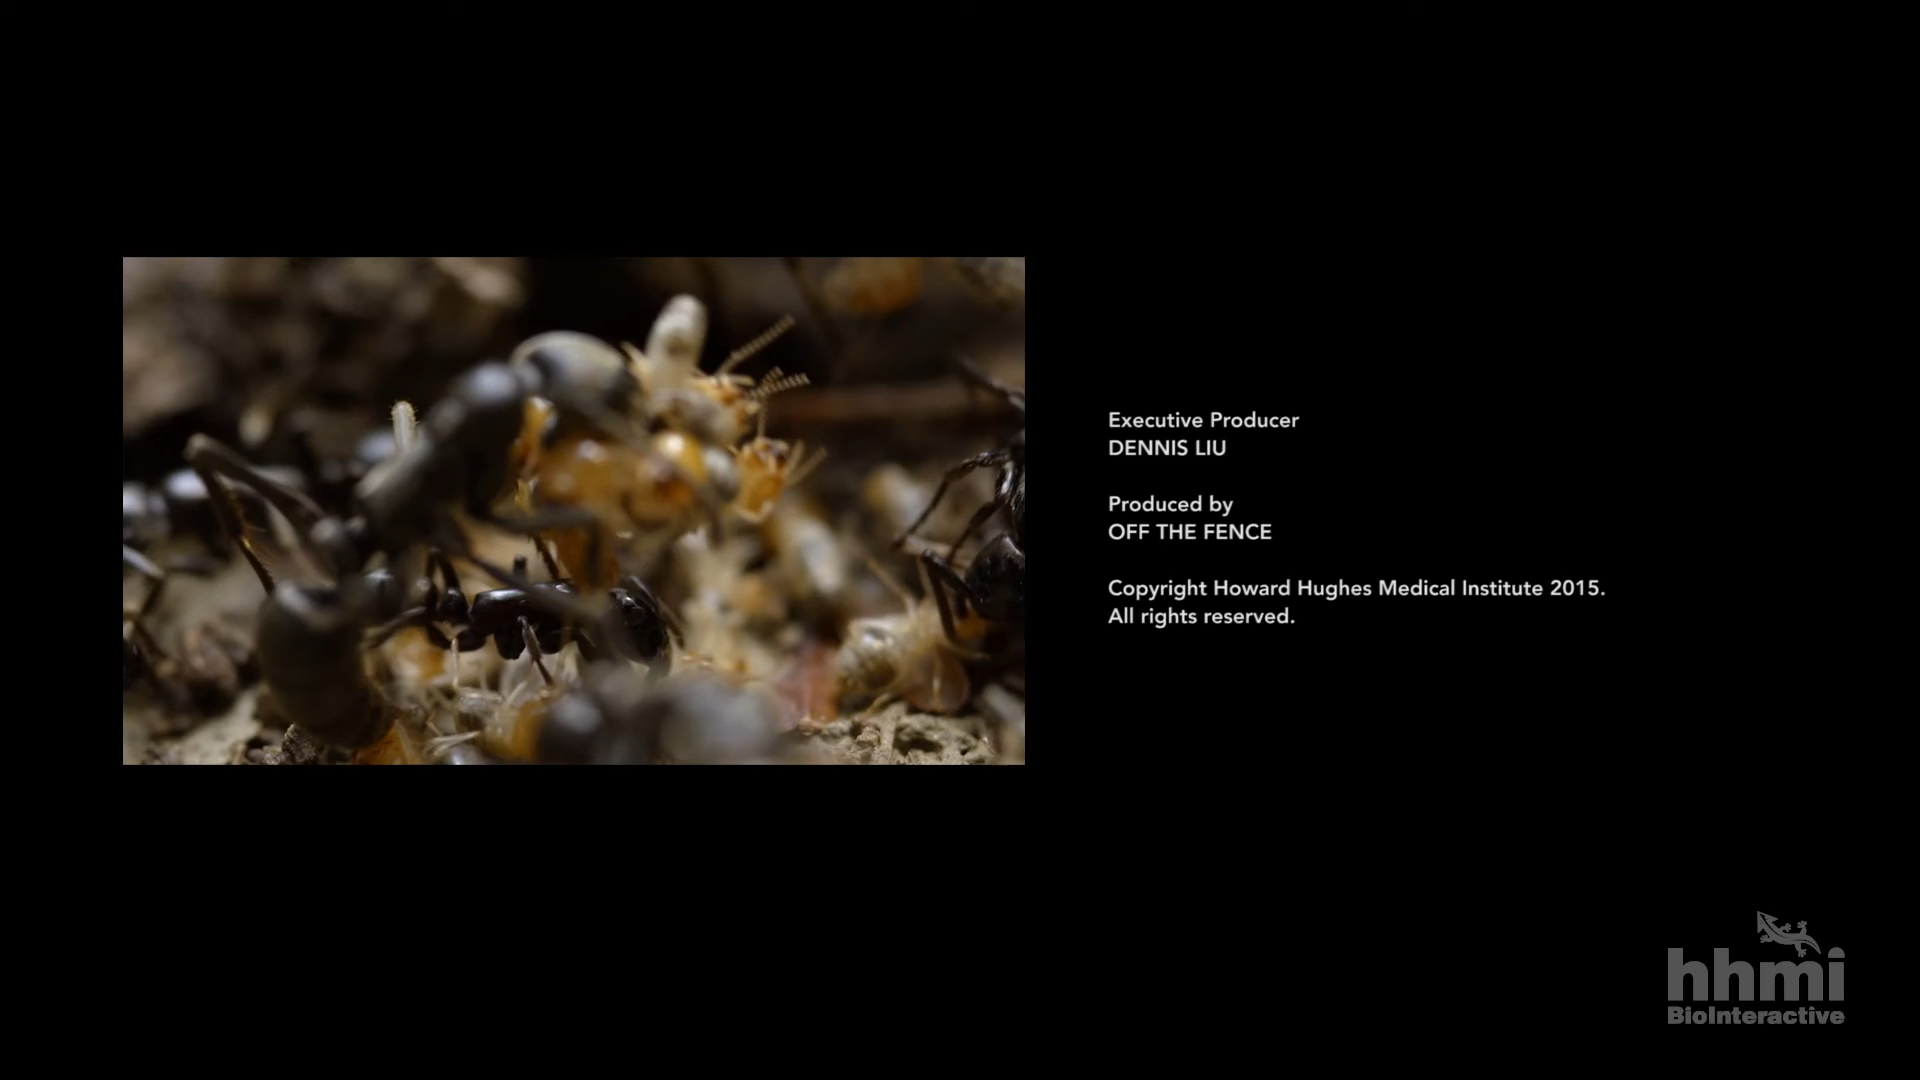 Executive Producer
DENNIS LIU
Produced by
OFF THE FENCE
Copyright Howard Hughes Medical Institute 2015.
All rights reserved.
hhmi
BioInteractive